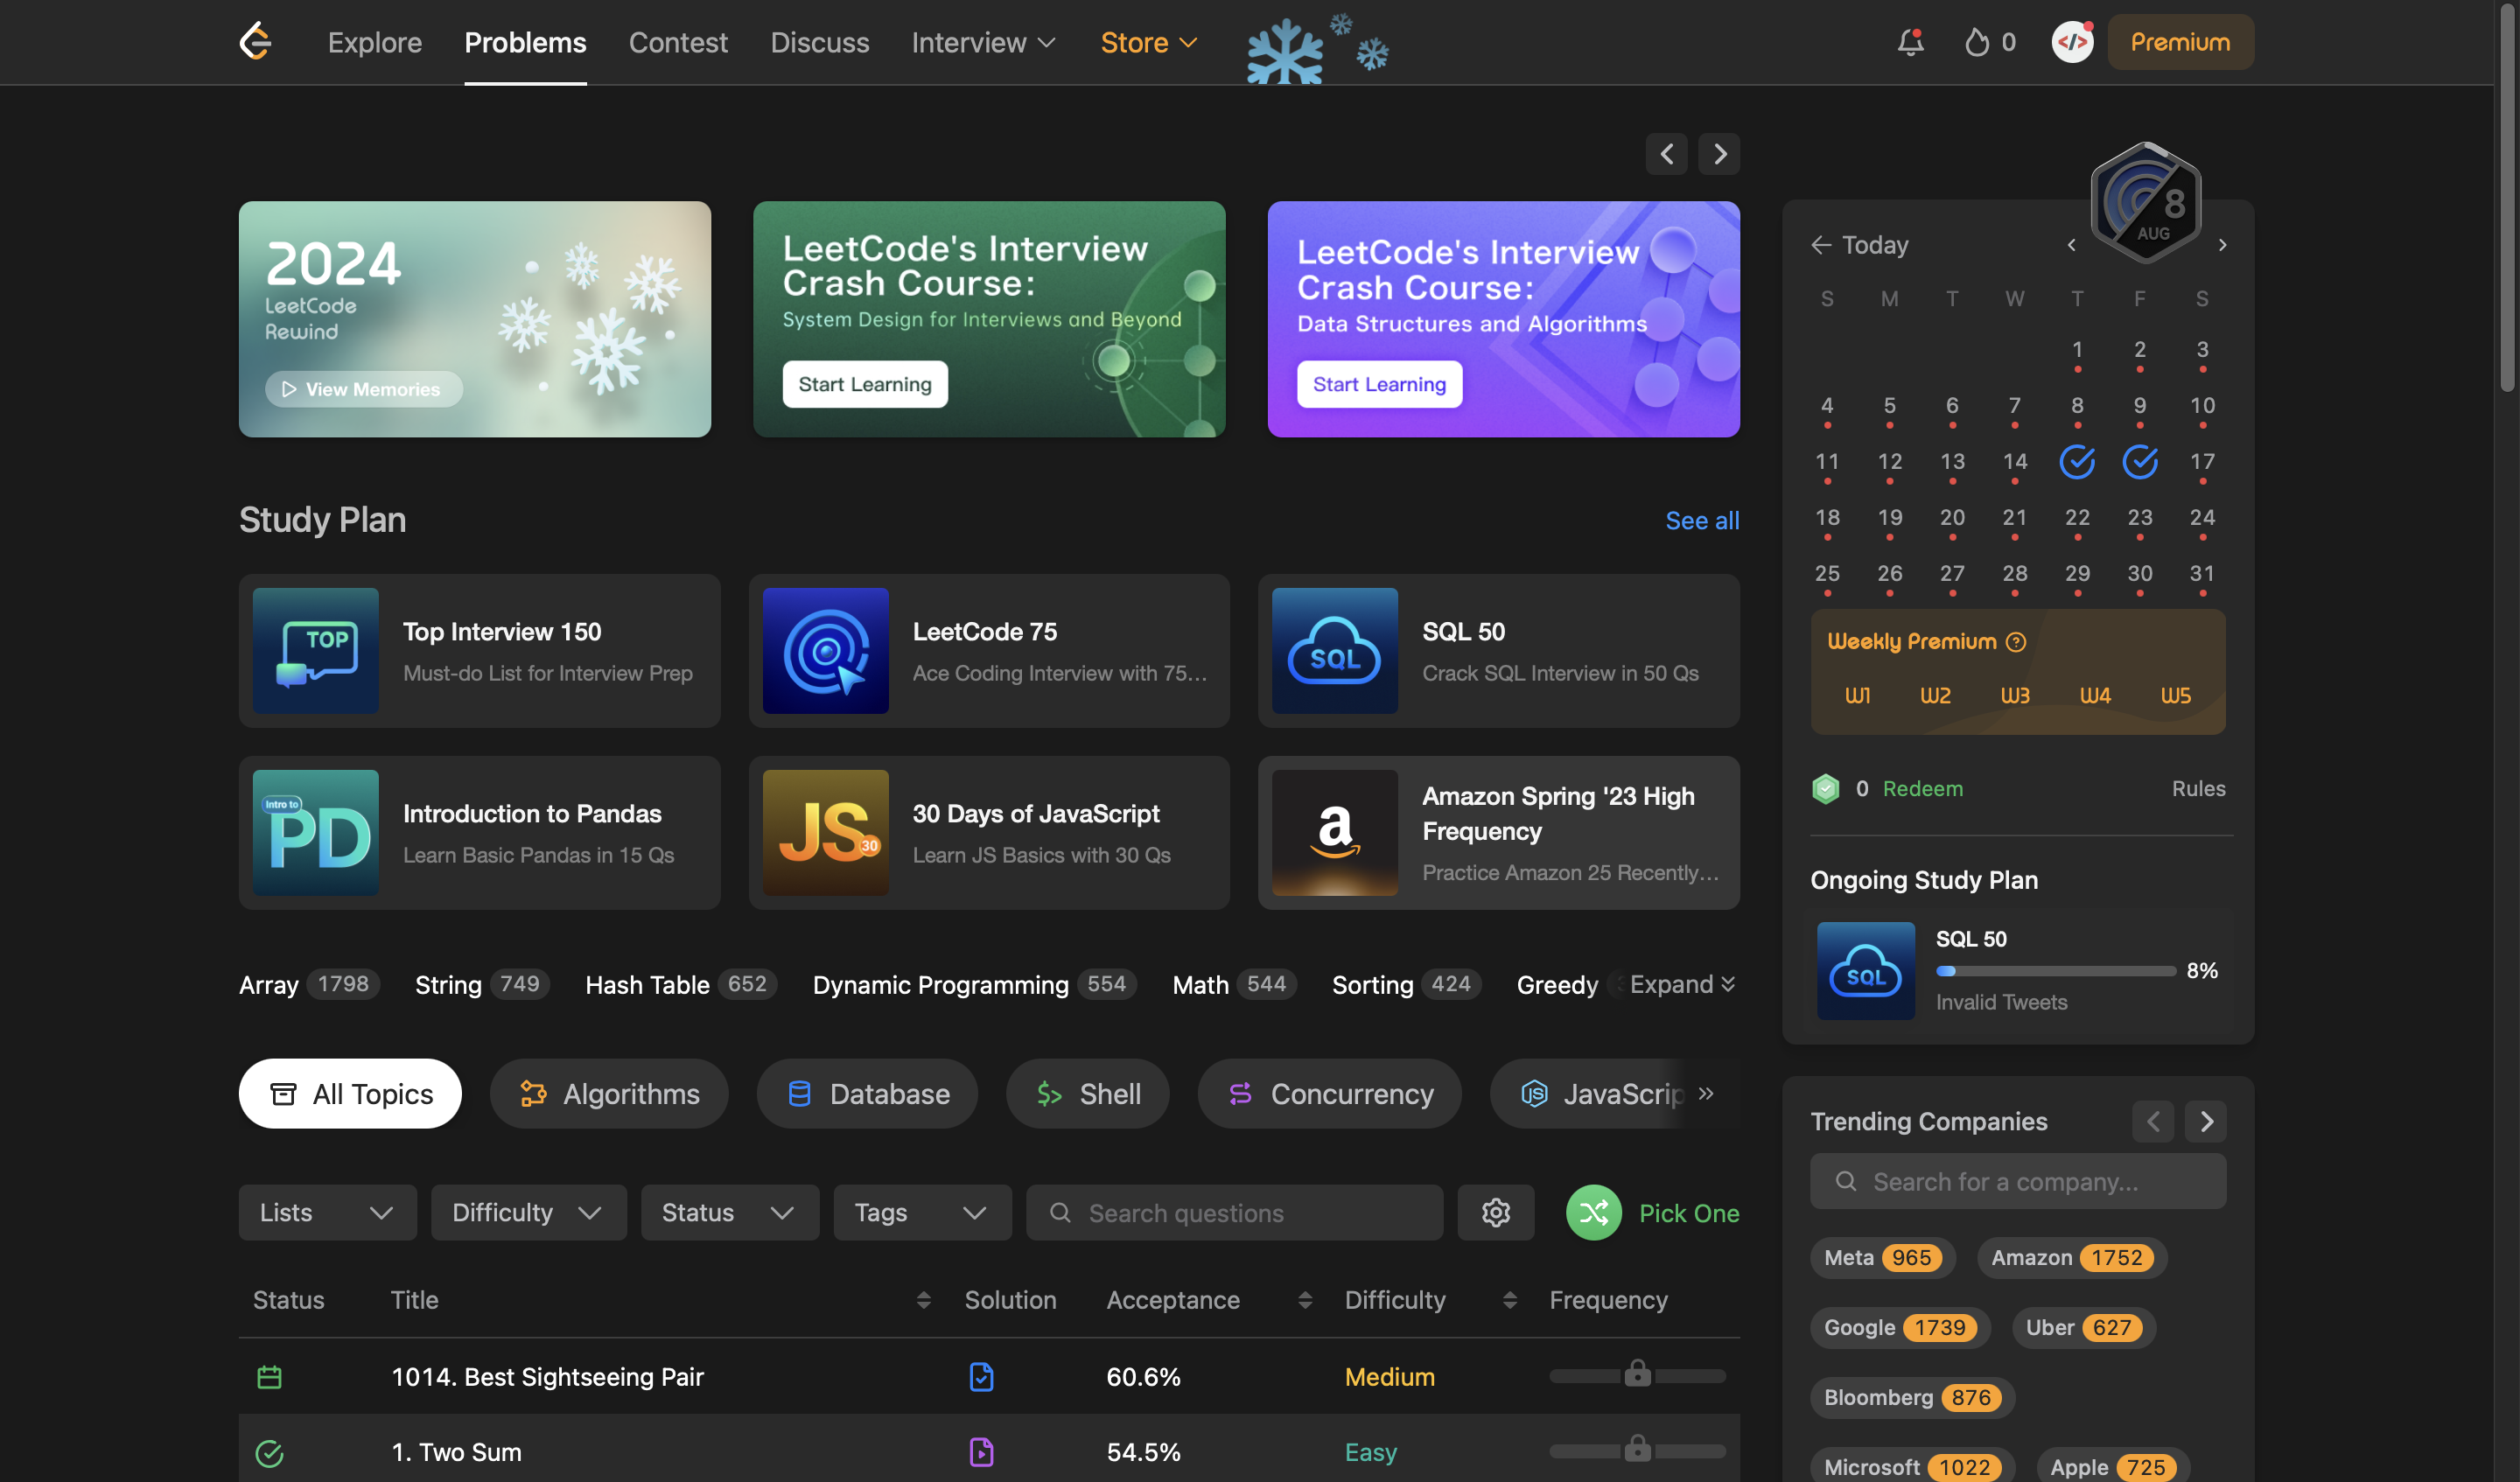 Explore Problems Contest Discuss Interview Store 0 Premium
2024
LeetCode
Rewind
View Memories
LeetCode's Interview
Crash Course:
System Design for Interviews and Beyond
Start Learning
LeetCode's Interview
Crash Course:
Data Structures and Algorithms
Start Learning
Study Plan See all
TOP
Top Interview 150
Must-do List for Interview Prep
LeetCode 75
Ace Coding Interview with 75...
SQL
SQL 50
Crack SQL Interview in 50 Qs
Intro to
PD
Introduction to Pandas
Learn Basic Pandas in 15 Qs
JS
30
30 Days of JavaScript
Learn JS Basics with 30 Qs
a
Amazon Spring '23 High
Frequency
Practice Amazon 25 Recently...
Array 1798 String 749 Hash Table 652 Dynamic Programming 554 Math 544 Sorting 424 Greedy Expand
All Topics Algorithms Database $> Shell Concurrency JS JavaScrip
Lists Difficulty Status Tags Search questions Pick One
Status Title Solution Acceptance Difficulty Frequency
1014. Best Sightseeing Pair 60.6% Medium
1. Two Sum 54.5% Easy
8
AUG
Today
S M T W T F S
1 2 3
4 5 6 7 8 9 10
11 12 13 14 17
18 19 20 21 22 23 24
25 26 27 28 29 30 31
Weekly Premium ?
W1 W2 W3 W4 W5
0 Redeem Rules
Ongoing Study Plan
SQL
SQL 50
8%
Invalid Tweets
Trending Companies
Search for a company...
Meta 965 Amazon 1752
Google 1739 Uber 627
Bloomberg 876
Microsoft 1022 Apple 725